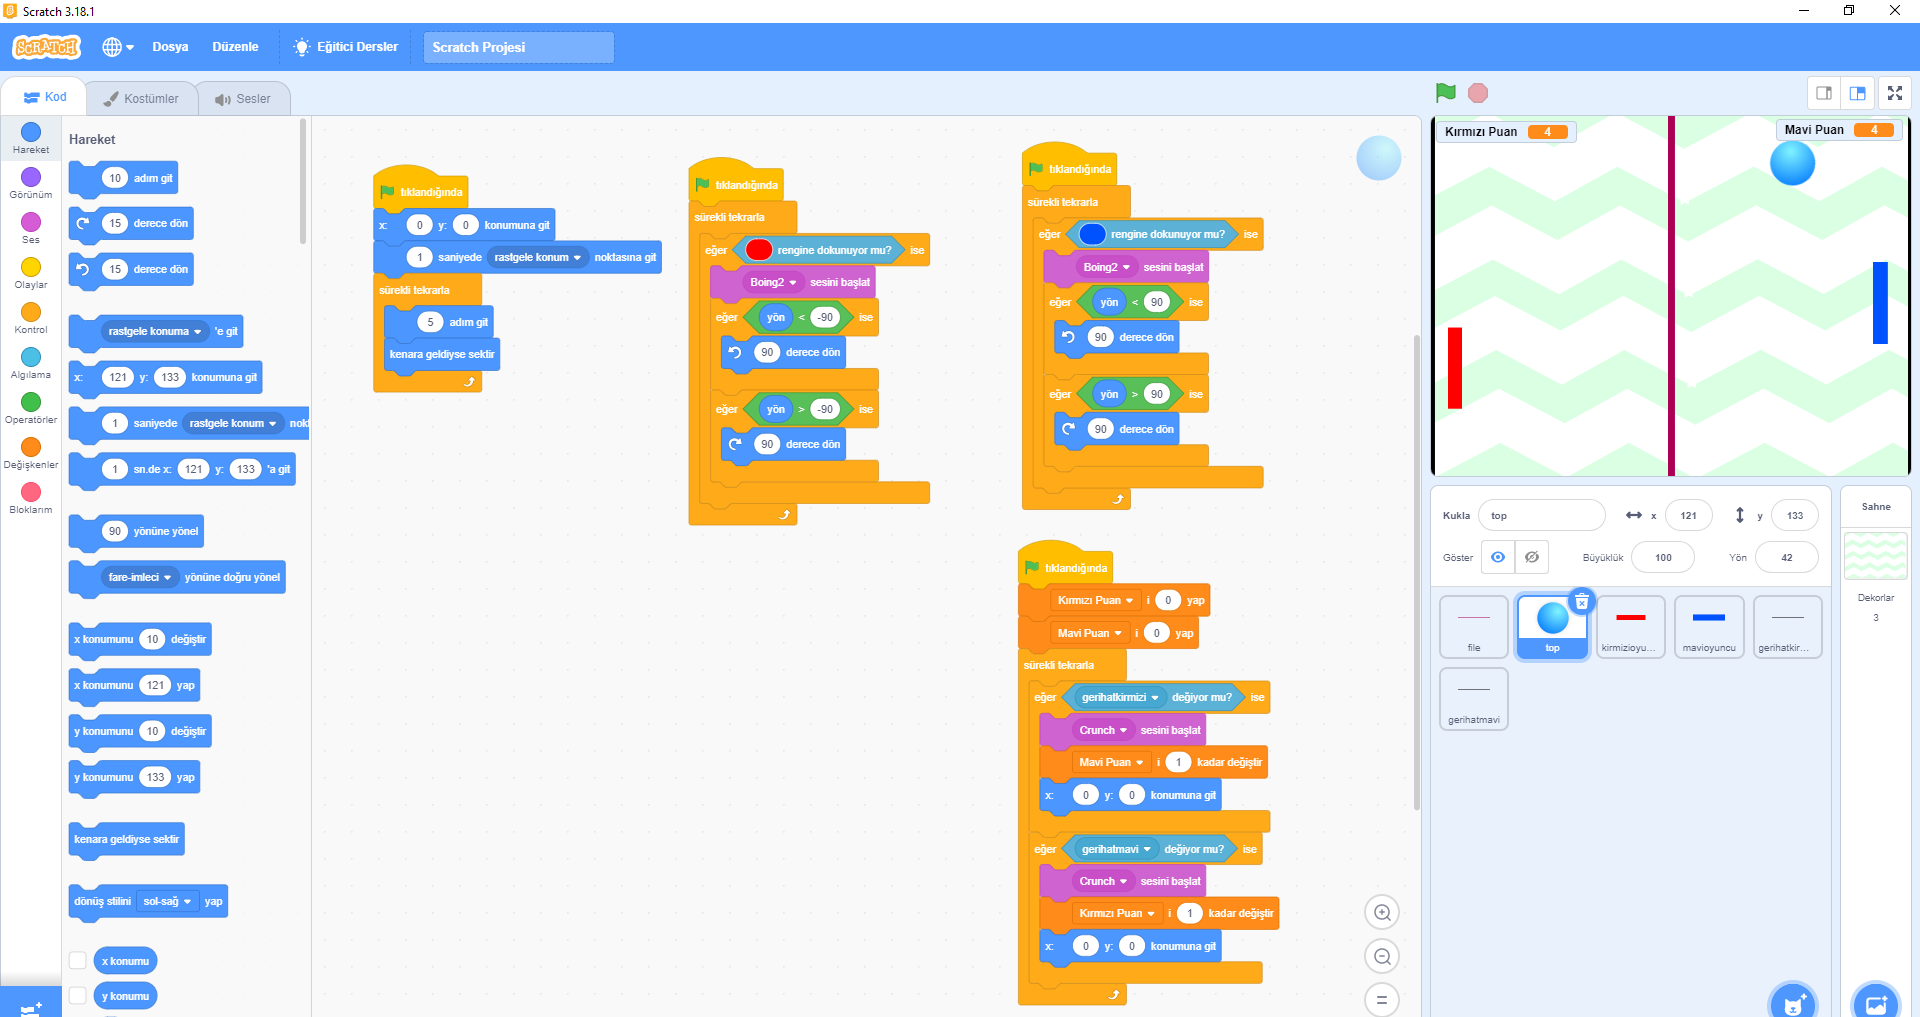 Scratch 3.18.1
SCRATCH
Dosya
Düzenle
Eğitici Dersler
Scratch Projesi
Kod
Kostümler
Sesler
Hareket
Görünüm
Ses
Olaylar
Kontrol
Algılama
Operatörler
Değişkenler
Bloklarım
Hareket
10 adım git
15 derece dön
15 derece dön
rastgele konuma 'e git
x: 121 y: 133 konumuna git
1 saniyede rastgele konum nokt
1 sn.de x: 121 y: 133 'a git
90 yönüne yönel
fare-imleci yönüne doğru yönel
x konumunu 10 değiştir
x konumunu 121 yap
y konumunu 10 değiştir
y konumunu 133 yap
kenara geldiyse sektir
dönüş stilini sol-sağ yap
x konumu
y konumu
tıklandığında
x: 0 y: 0 konumuna git
1 saniyede rastgele konum noktasına git
sürekli tekrarla
5 adım git
kenara geldiyse sektir
tıklandığında
sürekli tekrarla
eğer rengine dokunuyor mu? ise
Boing2 sesini başlat
eğer yön < -90 ise
90 derece dön
eğer yön > -90 ise
90 derece dön
tıklandığında
sürekli tekrarla
eğer rengine dokunuyor mu? ise
Boing2 sesini başlat
eğer yön < 90 ise
90 derece dön
eğer yön > 90 ise
90 derece dön
tıklandığında
Kırmızı Puan i 0 yap
Mavi Puan i 0 yap
sürekli tekrarla
eğer gerihatkirmizi değiyor mu? ise
Crunch sesini başlat
Mavi Puan i 1 kadar değiştir
x: 0 y: 0 konumuna git
eğer gerihatmavi değiyor mu? ise
Crunch sesini başlat
Kırmızı Puan i 1 kadar değiştir
x: 0 y: 0 konumuna git
Kırmızı Puan 4
Mavi Puan 4
Kukla top x 121 y 133
Göster Büyüklük 100 Yön 42
file
top
kirmizioyu...
mavioyuncu
gerihatkir...
gerihatmavi
Sahne
Dekorlar
3